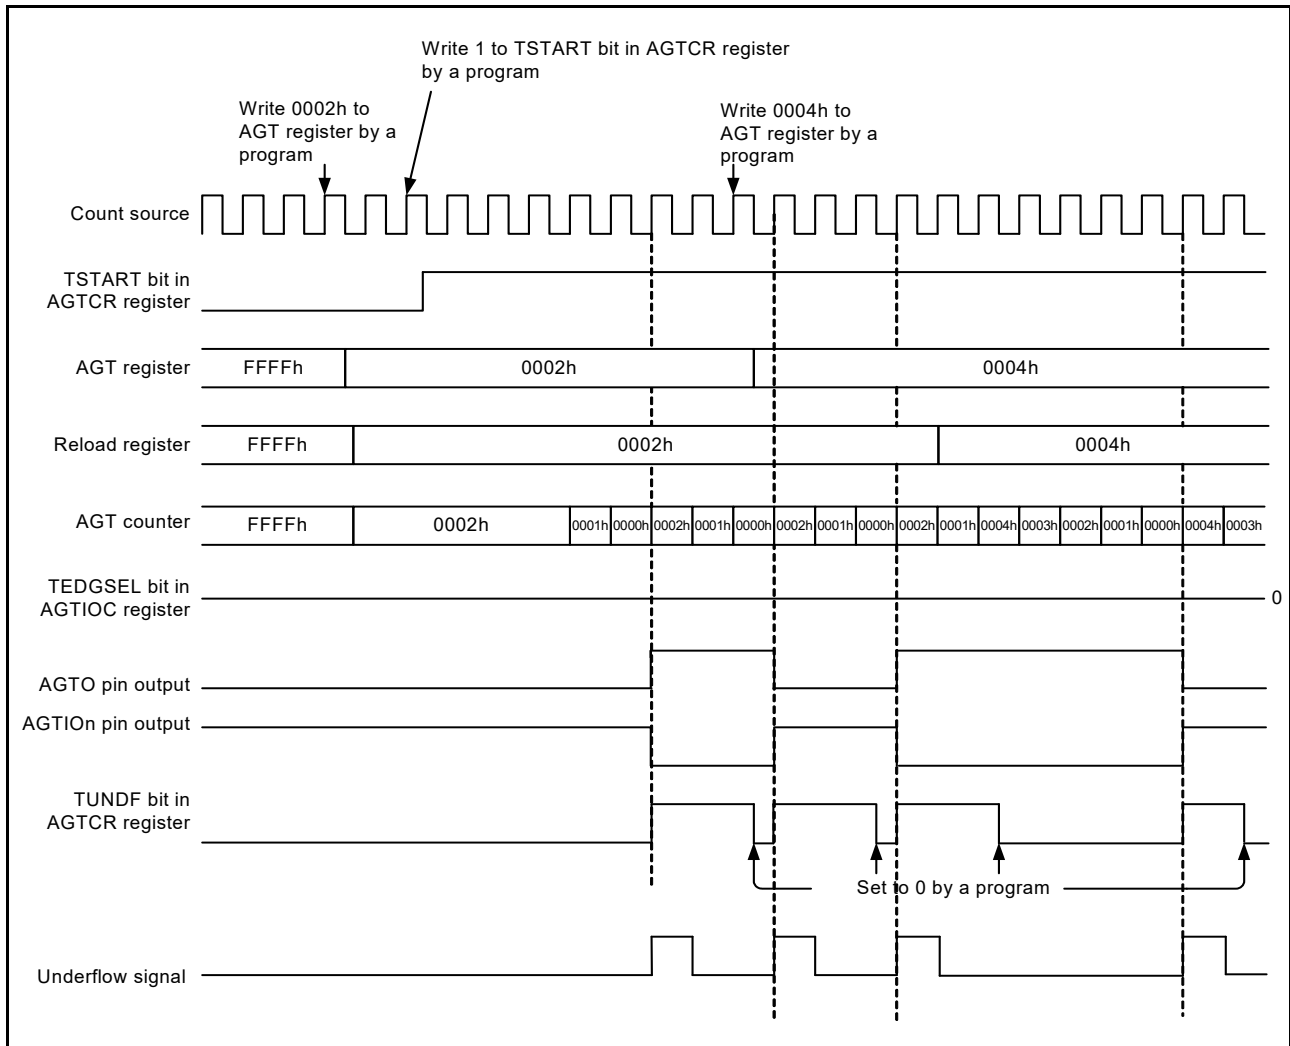 Write 1 to TSTART bit in AGTCR register
by a program
Write 0002h to
AGT register by a
program
Write 0004h to
AGT register by a
program
Count source
TSTART bit in
AGTCR register
AGT register
FFFFh
0002h
0004h
Reload register
FFFFh
0002h
0004h
AGT counter
FFFFh
0002h
0001h
0000h
0002h
0001h
0000h
0002h
0001h
0000h
0002h
0001h
0004h
0003h
0002h
0001h
0000h
0004h
0003h
TEDGSEL bit in
AGTIOC register
0
AGTO pin output
AGTIOn pin output
TUNDF bit in
AGTCR register
Set to 0 by a program
Underflow signal